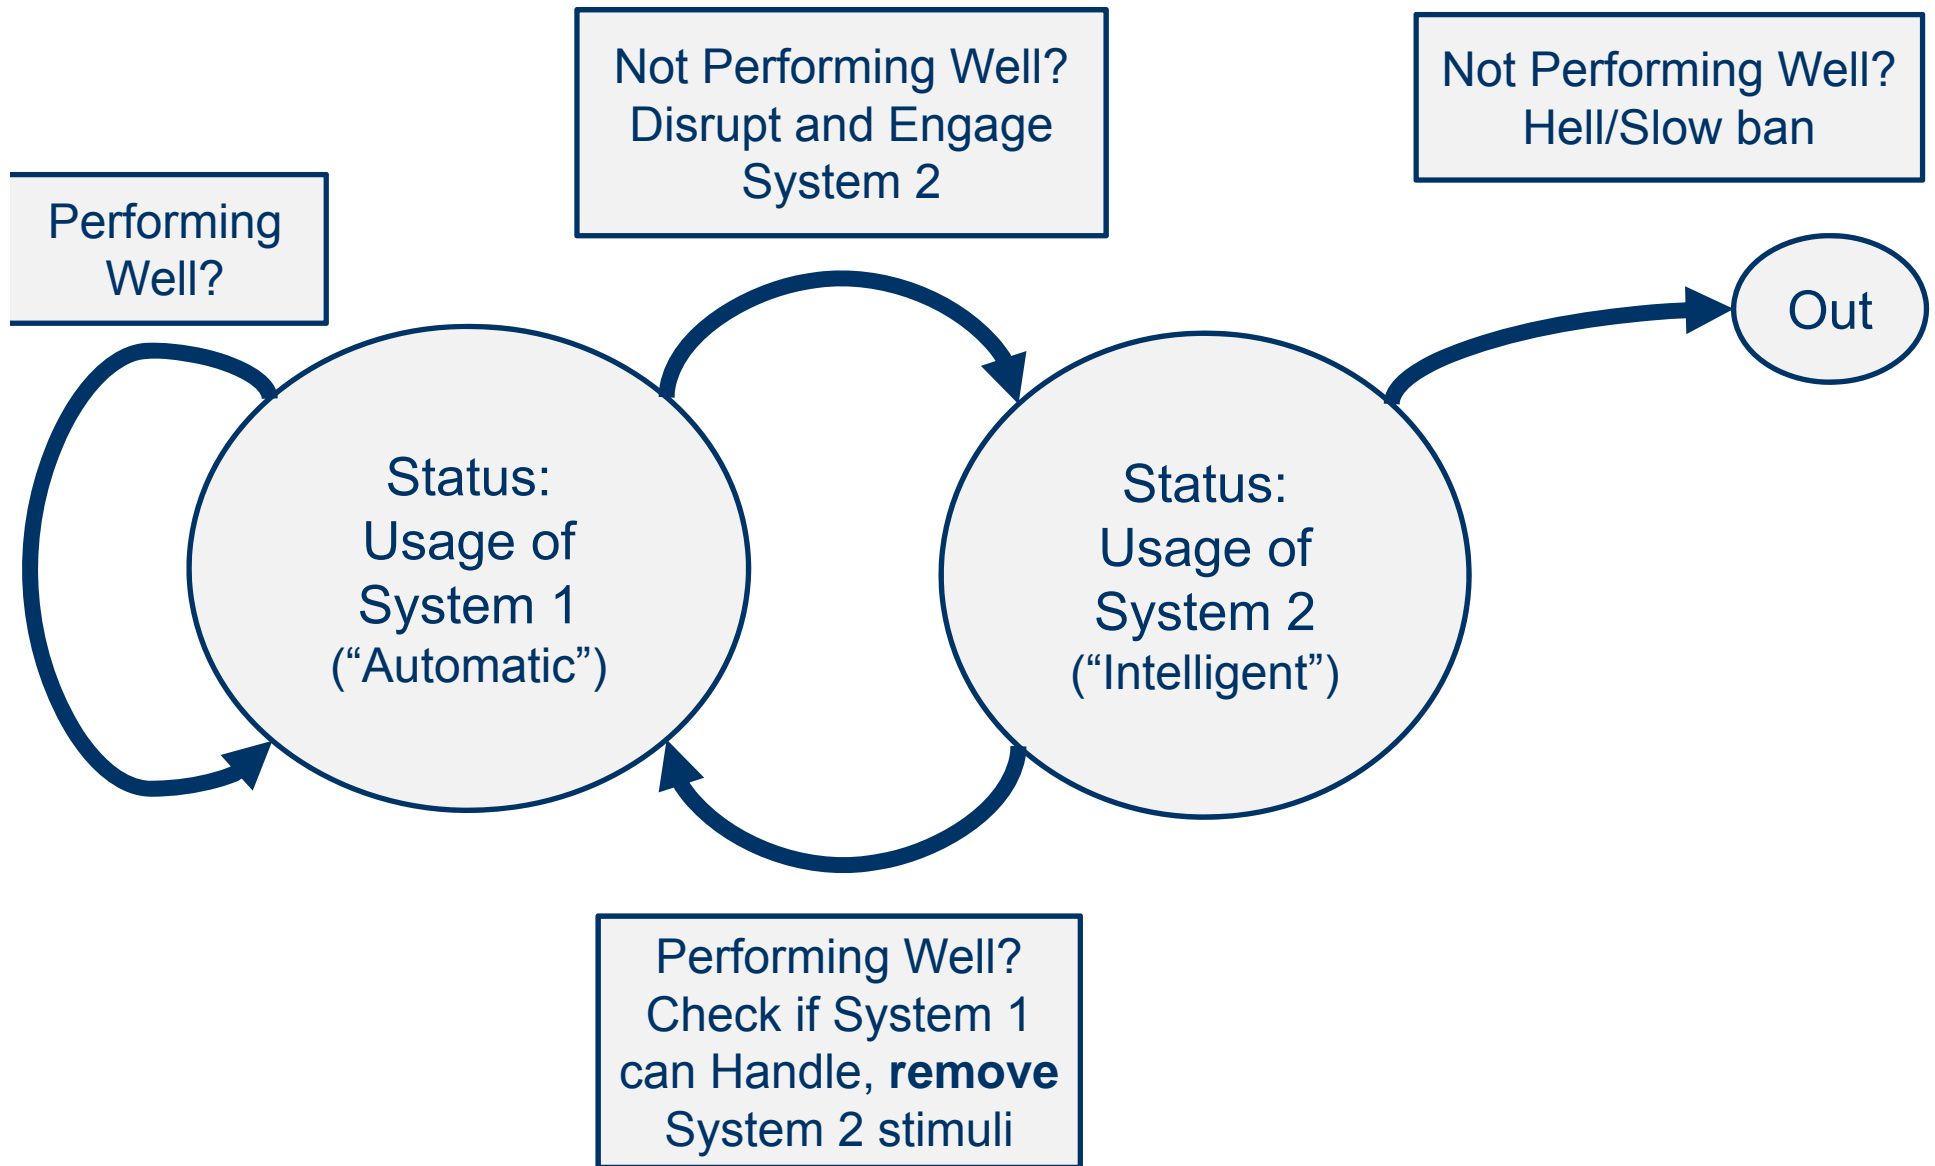 Not Performing Well?
Disrupt and Engage
System 2
Not Performing Well?
Hell/Slow ban
Performing
Well?
Out
Status:
Usage of
System 1
(“Automatic”)
Status:
Usage of
System 2
(“Intelligent”)
Performing Well?
Check if System 1
can Handle, remove
System 2 stimuli